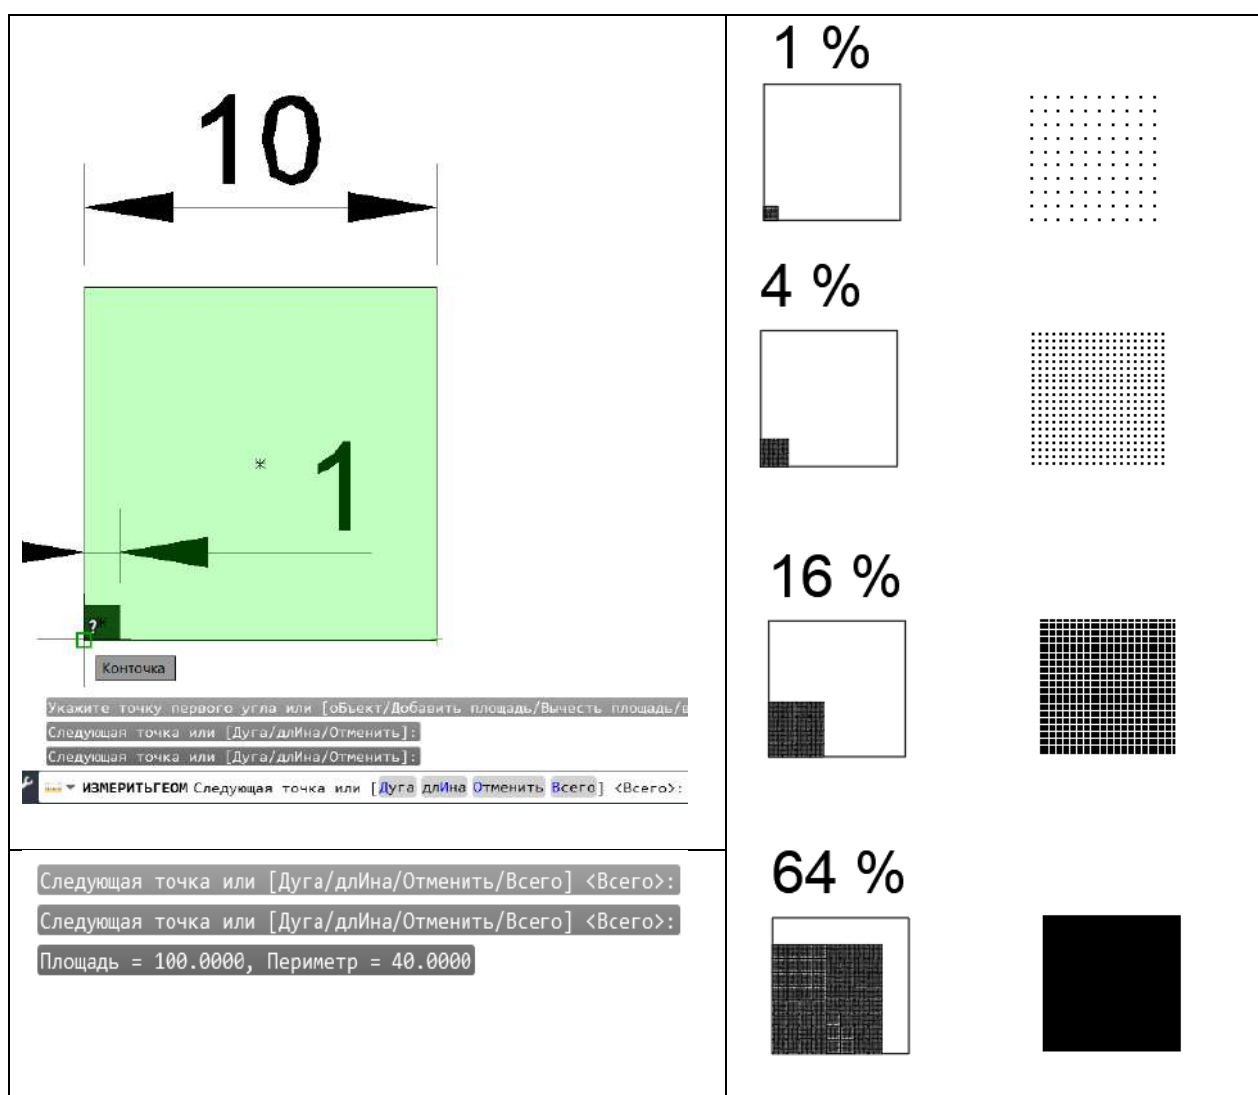 10
1
?
Конточка
Укажите точку первого угла или [оБъект/Добавить площадь/Вычесть площадь/в
Следующая точка или [Дуга/длИна/Отменить]:
Следующая точка или [Дуга/длИна/Отменить]:
ИЗМЕРИТЬГЕОМ Следующая точка или [Дуга длИна Отменить Всего] <Всего>:
Следующая точка или [Дуга/длИна/Отменить/Всего] <Всего>:
Следующая точка или [Дуга/длИна/Отменить/Всего] <Всего>:
Площадь = 100.0000, Периметр = 40.0000
1 %
4 %
16 %
64 %